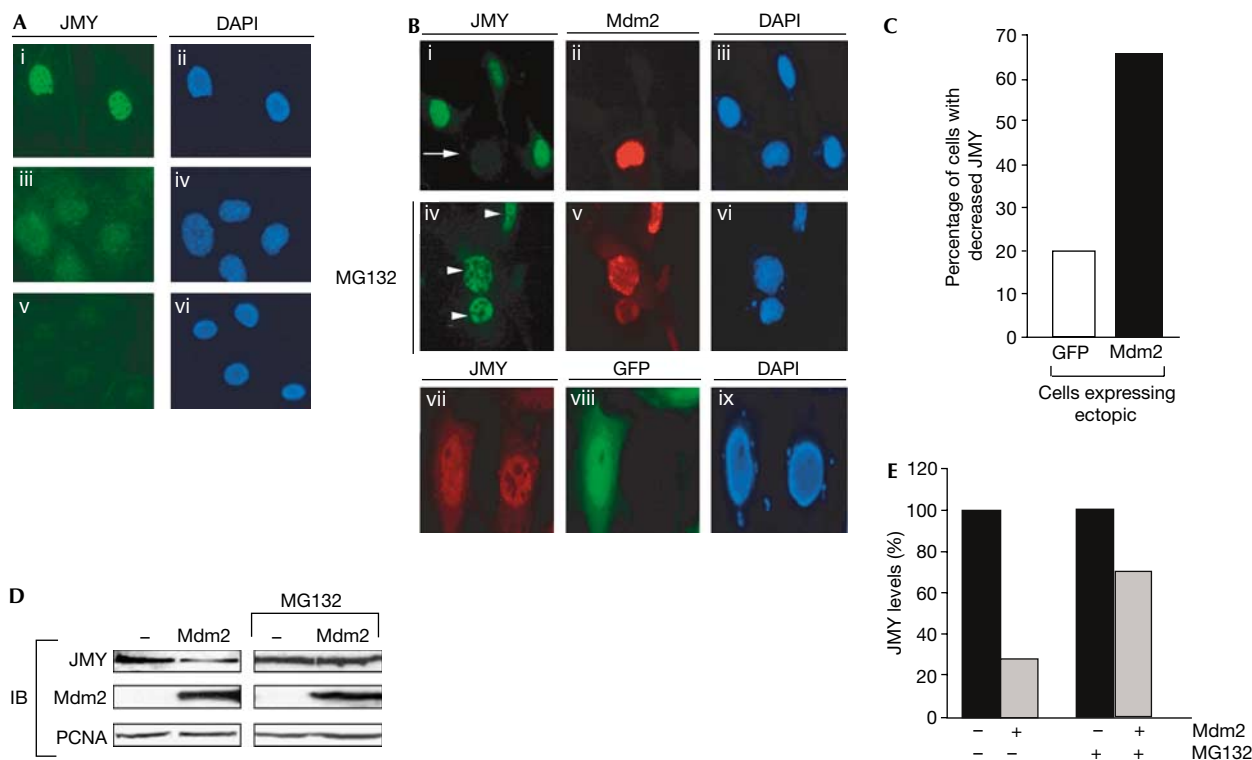 A
JMY DAPI
i ii
iii iv
v vi
B
JMY Mdm2 DAPI
i ii iii
MG132
iv v vi
JMY GFP DAPI
vii viii ix
C
Percentage of cells with
decreased JMY
70
60
50
40
30
20
10
0
GFP Mdm2
Cells expressing
ectopic
D
MG132
– Mdm2 – Mdm2
IB
JMY
Mdm2
PCNA
E
JMY levels (%)
120
100
80
60
40
20
0
– + – + Mdm2
– – + + MG132